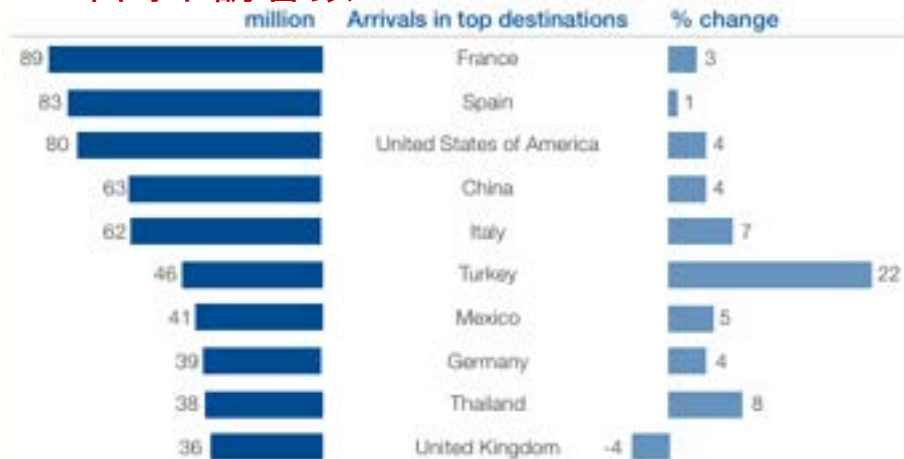 million Arrivals in top destinations % change
89 France 3
83 Spain 1
80 United States of America 4
63 China 4
62 Italy 7
46 Turkey 22
41 Mexico 5
39 Germany 4
38 Thailand 8
36 United Kingdom -4